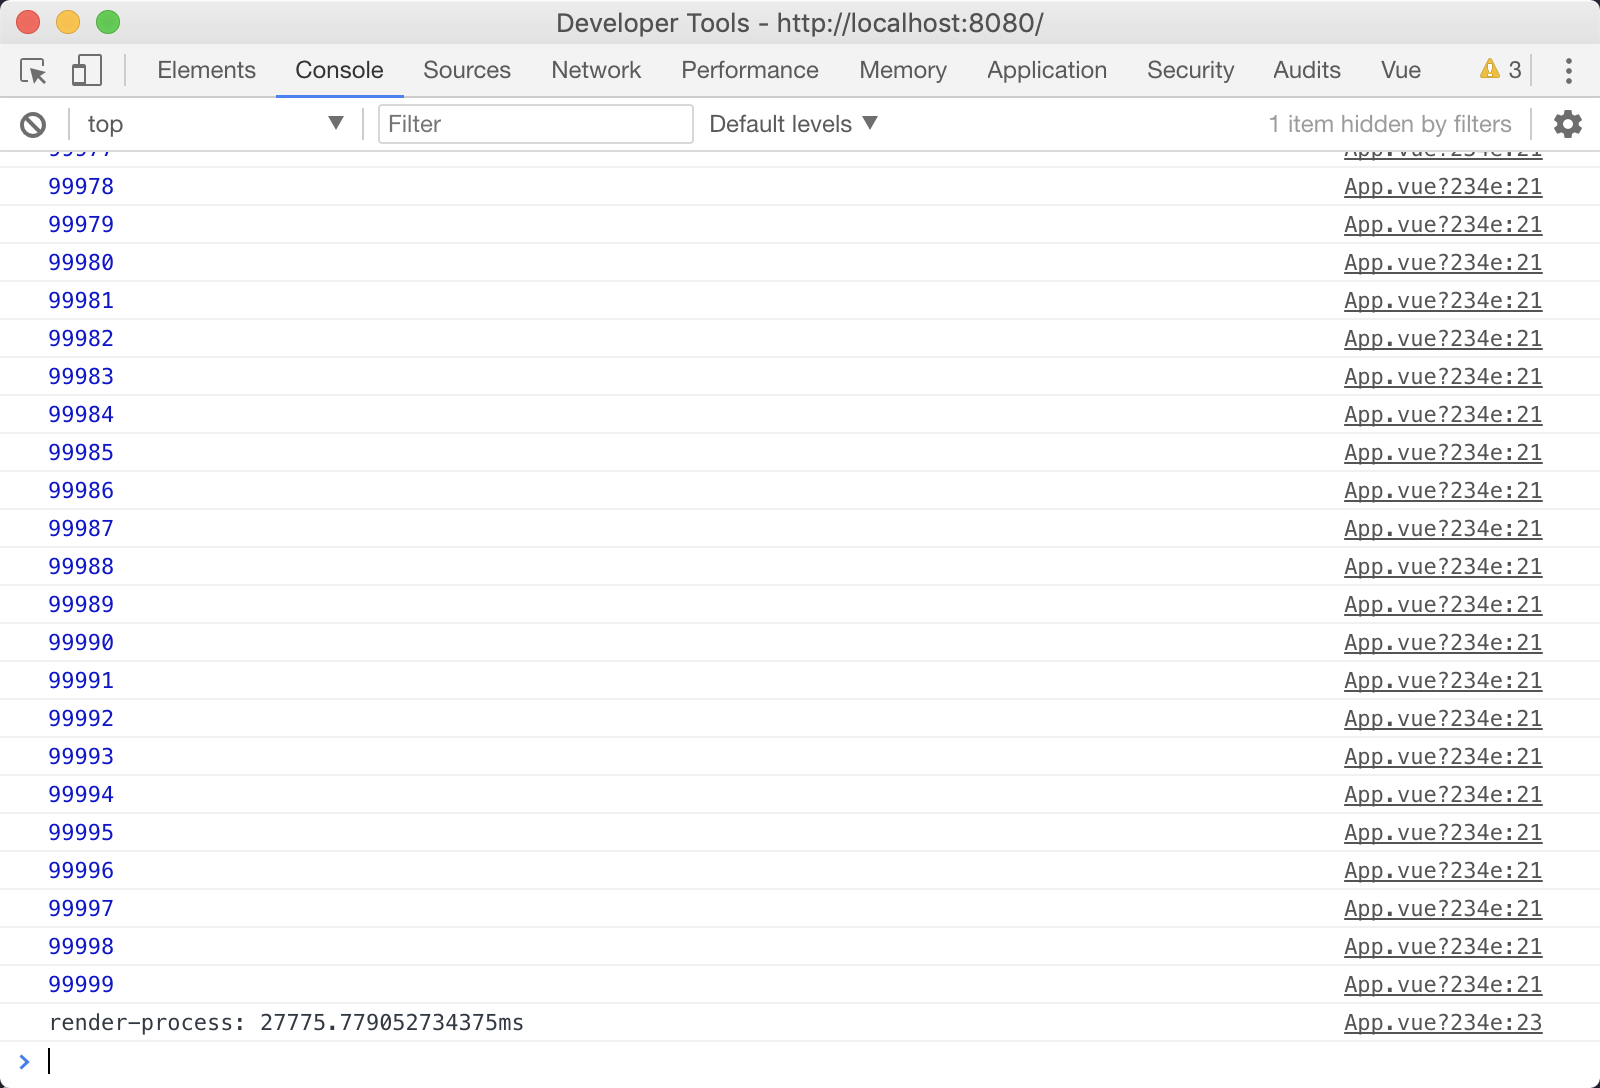 Developer Tools - http://localhost:8080/
Elements Console Sources Network Performance Memory Application Security Audits Vue 3
top Filter Default levels 1 item hidden by filters
99977 App.vue?234e:21
99978 App.vue?234e:21
99979 App.vue?234e:21
99980 App.vue?234e:21
99981 App.vue?234e:21
99982 App.vue?234e:21
99983 App.vue?234e:21
99984 App.vue?234e:21
99985 App.vue?234e:21
99986 App.vue?234e:21
99987 App.vue?234e:21
99988 App.vue?234e:21
99989 App.vue?234e:21
99990 App.vue?234e:21
99991 App.vue?234e:21
99992 App.vue?234e:21
99993 App.vue?234e:21
99994 App.vue?234e:21
99995 App.vue?234e:21
99996 App.vue?234e:21
99997 App.vue?234e:21
99998 App.vue?234e:21
99999 App.vue?234e:21
render-process: 27775.779052734375ms App.vue?234e:23